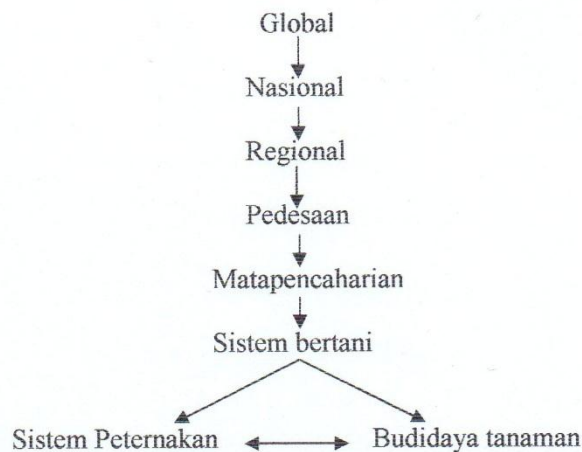 Global
Nasional
Regional
Pedesaan
Matapencaharian
Sistem bertani
Sistem Peternakan
Budidaya tanaman